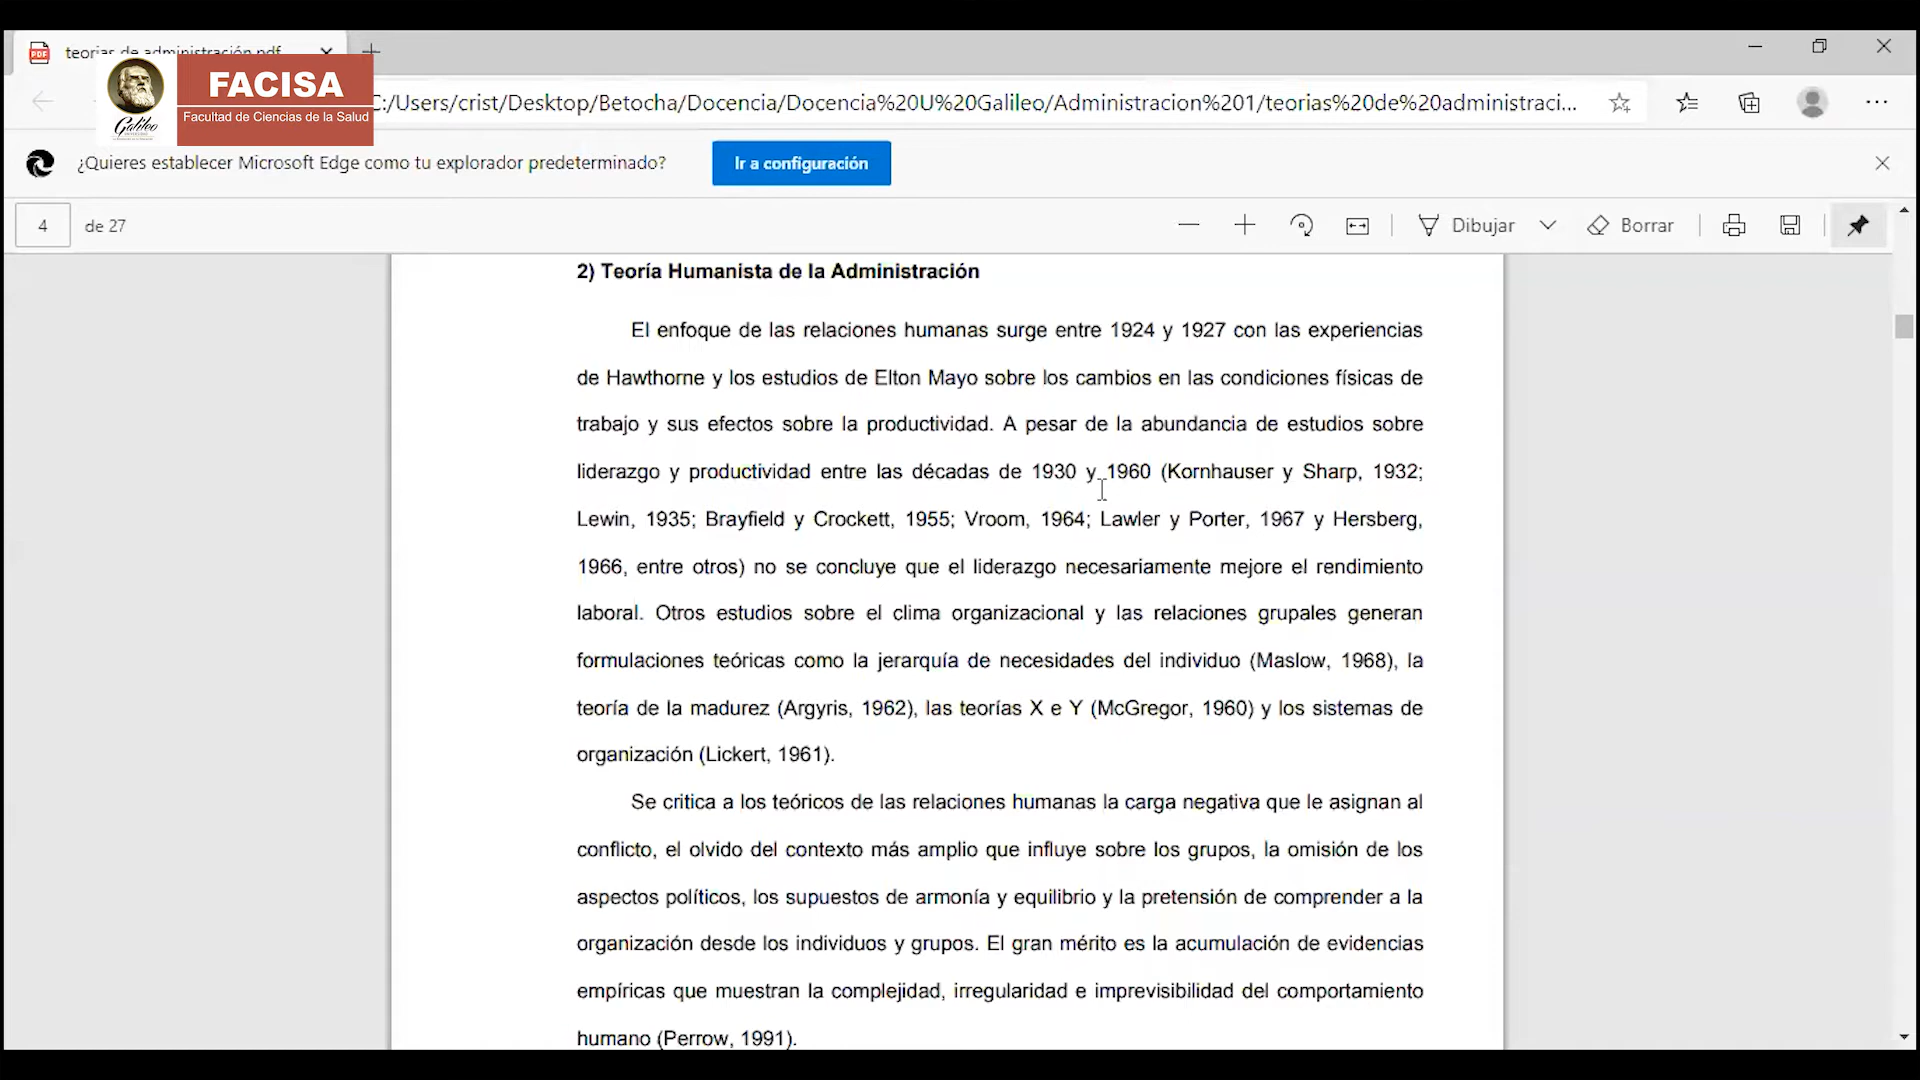 teorias de administración.pdf
FACISA
Facultad de Ciencias de la Salud
Galileo
C:/Users/crist/Desktop/Betocha/Docencia/Docencia%20U%20Galileo/Administracion%201/teorias%20de%20administraci...
¿Quieres establecer Microsoft Edge como tu explorador predeterminado?
Ir a configuración
4 de 27
Dibujar
Borrar
2) Teoría Humanista de la Administración
El enfoque de las relaciones humanas surge entre 1924 y 1927 con las experiencias
de Hawthorne y los estudios de Elton Mayo sobre los cambios en las condiciones físicas de
trabajo y sus efectos sobre la productividad. A pesar de la abundancia de estudios sobre
liderazgo y productividad entre las décadas de 1930 y 1960 (Kornhauser y Sharp, 1932;
Lewin, 1935; Brayfield y Crockett, 1955; Vroom, 1964; Lawler y Porter, 1967 y Hersberg,
1966, entre otros) no se concluye que el liderazgo necesariamente mejore el rendimiento
laboral. Otros estudios sobre el clima organizacional y las relaciones grupales generan
formulaciones teóricas como la jerarquía de necesidades del individuo (Maslow, 1968), la
teoría de la madurez (Argyris, 1962), las teorías X e Y (McGregor, 1960) y los sistemas de
organización (Lickert, 1961).
Se critica a los teóricos de las relaciones humanas la carga negativa que le asignan al
conflicto, el olvido del contexto más amplio que influye sobre los grupos, la omisión de los
aspectos políticos, los supuestos de armonía y equilibrio y la pretensión de comprender a la
organización desde los individuos y grupos. El gran mérito es la acumulación de evidencias
empíricas que muestran la complejidad, irregularidad e imprevisibilidad del comportamiento
humano (Perrow, 1991).